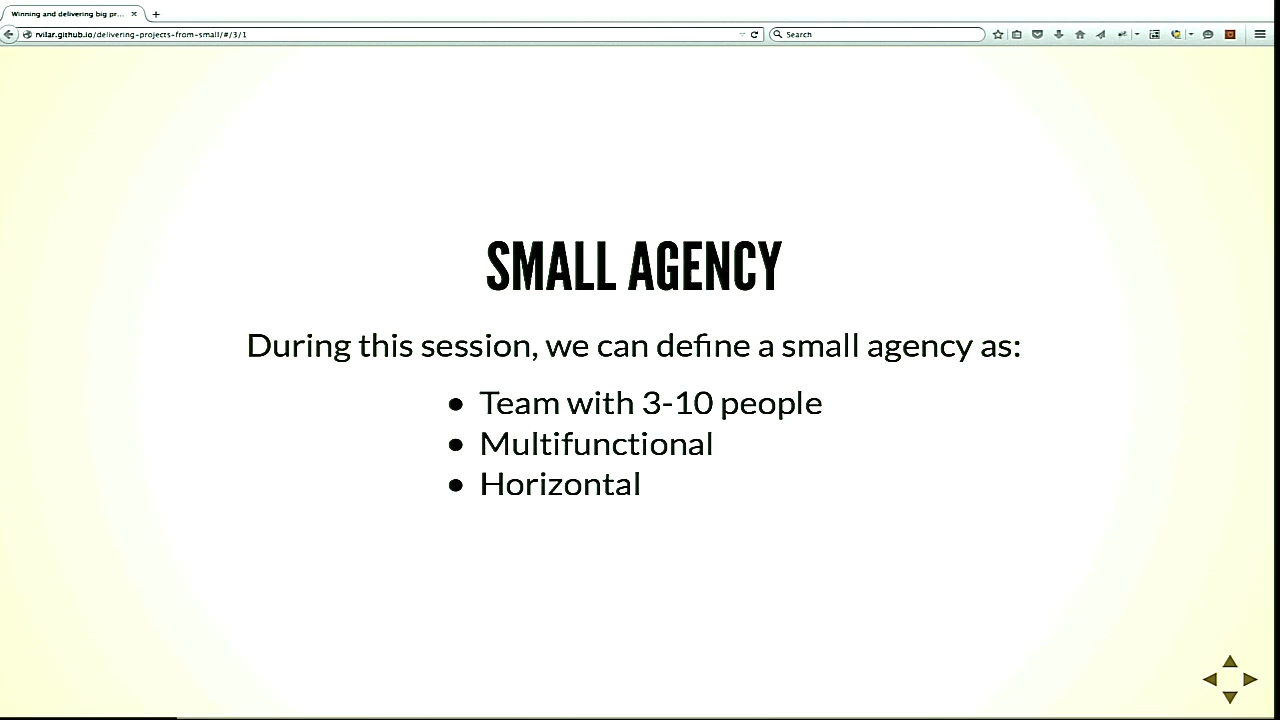 Winning and delivering big pr...
rvilar.github.io/delivering-projects-from-small/#/3/1
Search
SMALL AGENCY
During this session, we can define a small agency as:
• Team with 3-10 people
• Multifunctional
• Horizontal